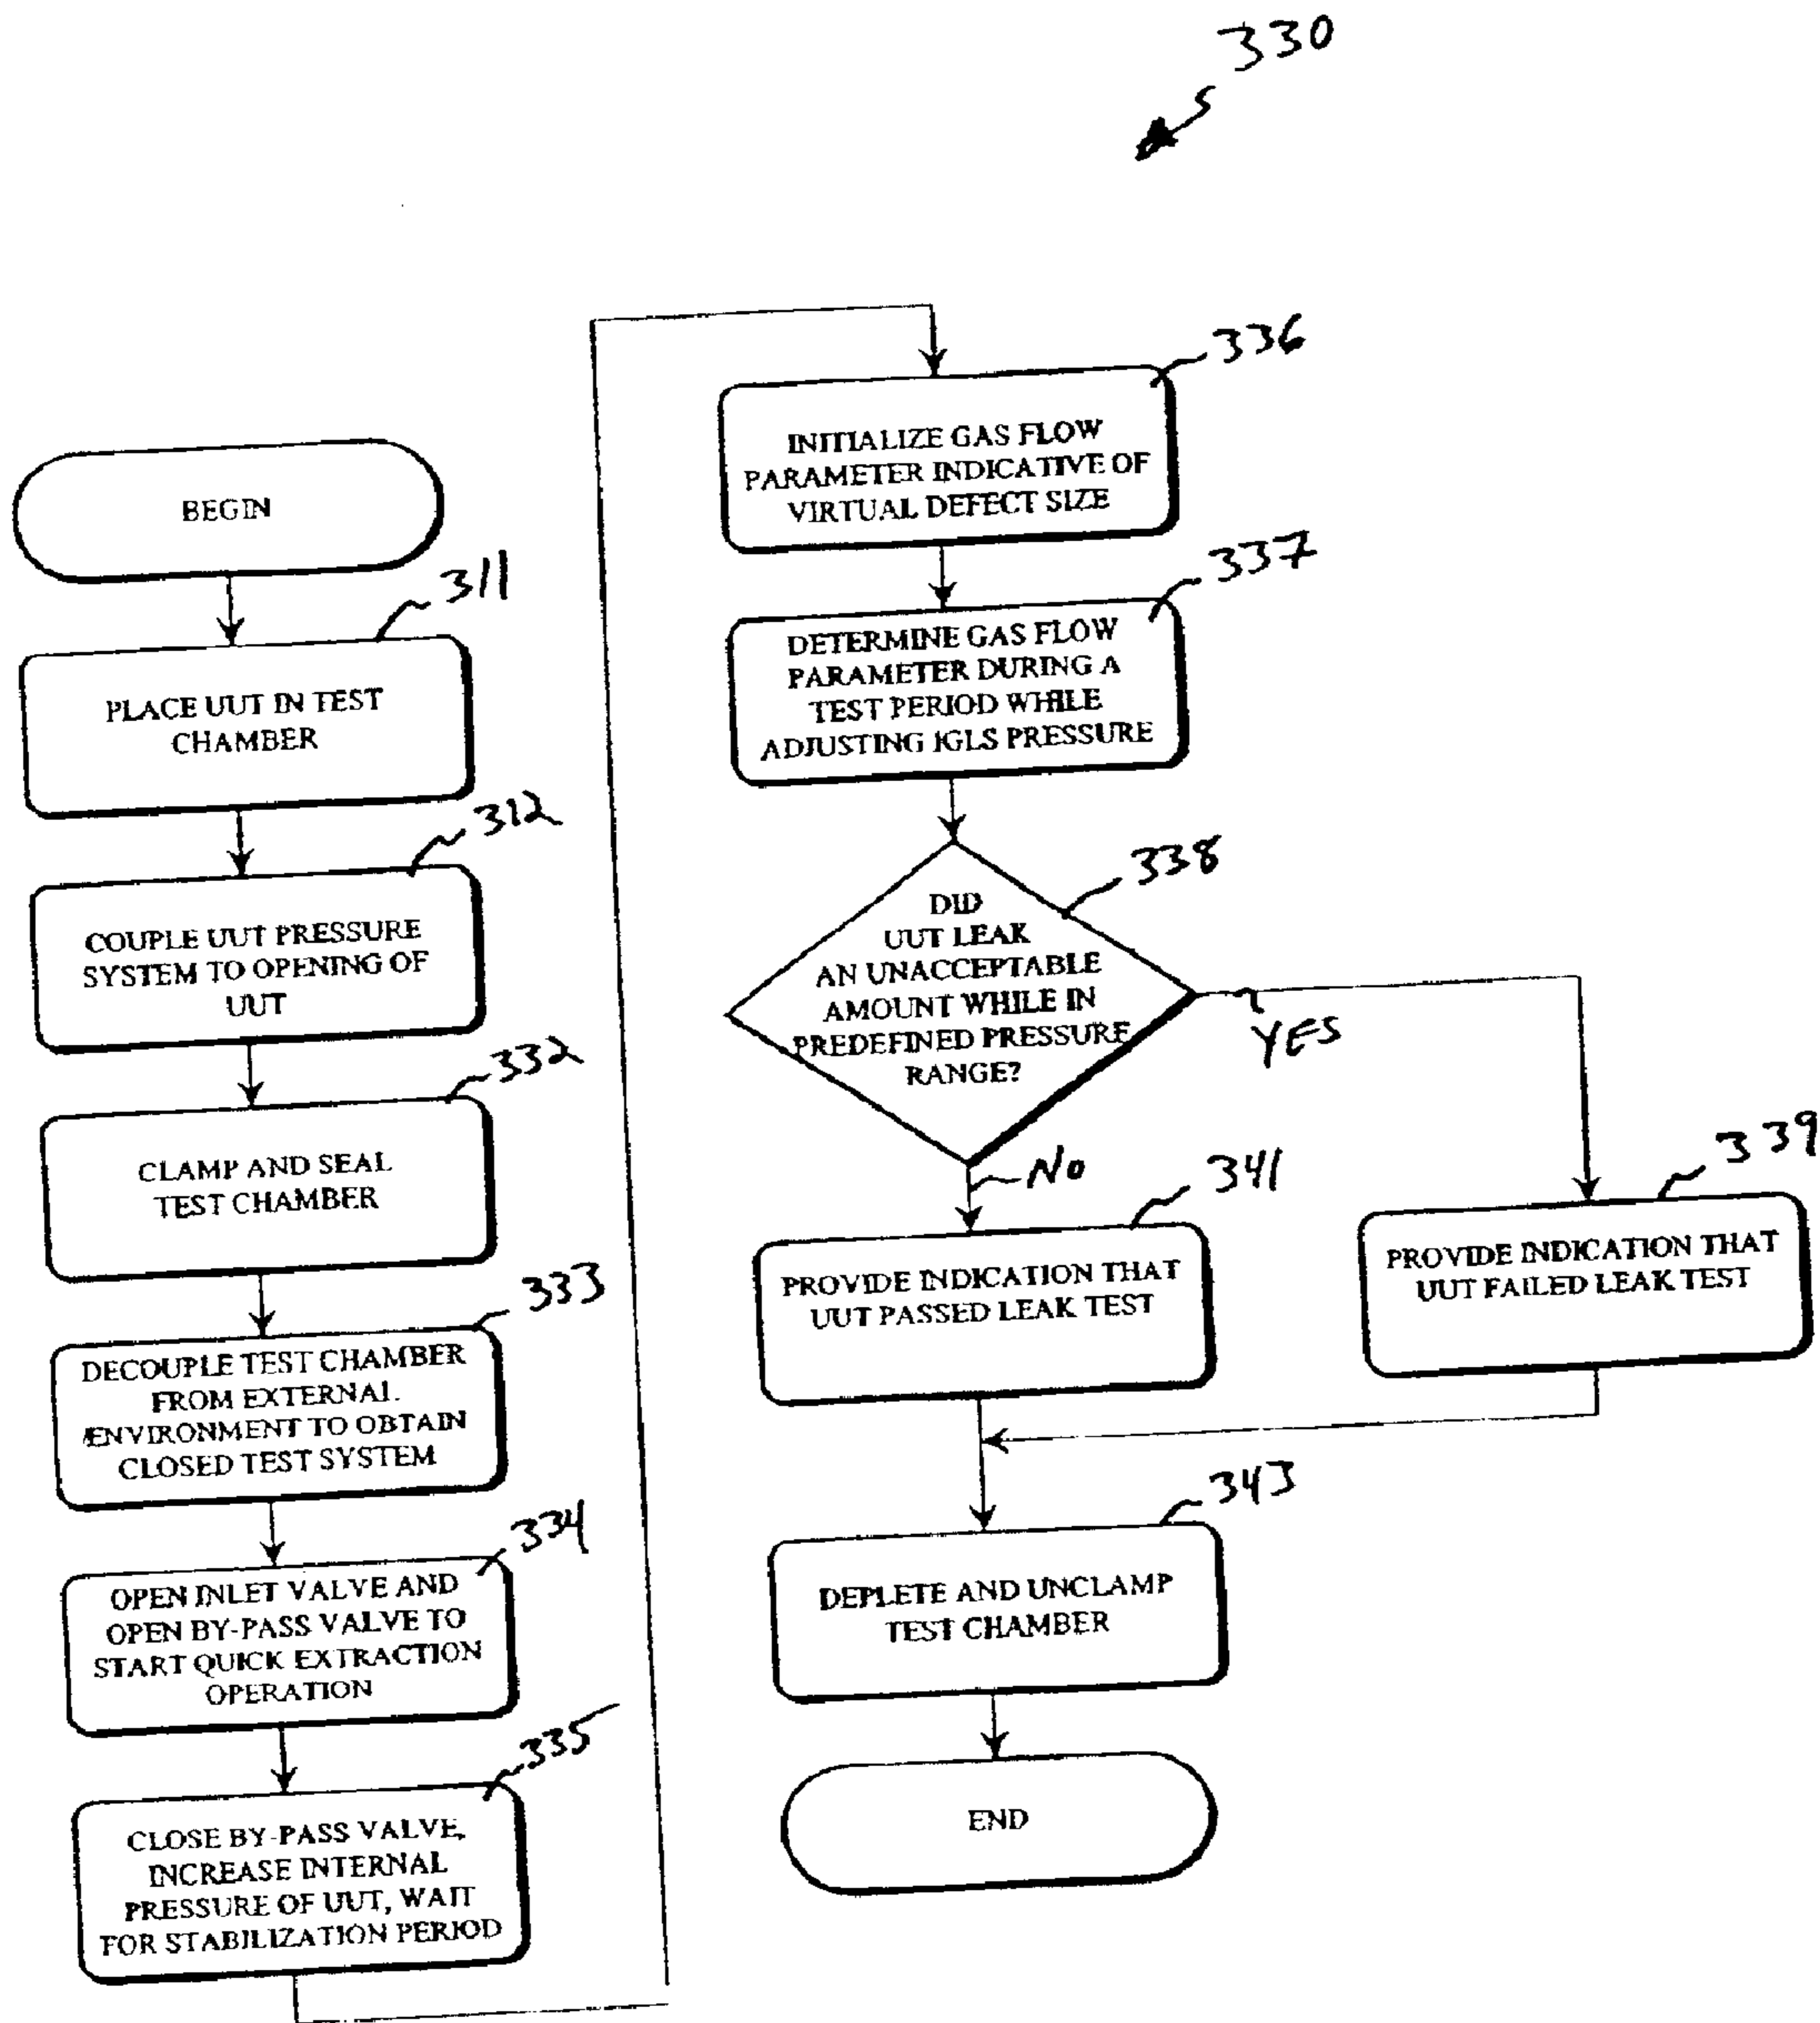 330
BEGIN
311
PLACE UUT IN TEST
CHAMBER
312
COUPLE UUT PRESSURE
SYSTEM TO OPENING OF
UUT
332
CLAMP AND SEAL
TEST CHAMBER
333
DECOUPLE TEST CHAMBER
FROM EXTERNAL
ENVIRONMENT TO OBTAIN
CLOSED TEST SYSTEM
334
OPEN INLET VALVE AND
OPEN BY-PASS VALVE TO
START QUICK EXTRACTION
OPERATION
335
CLOSE BY-PASS VALVE,
INCREASE INTERNAL
PRESSURE OF UUT, WAIT
FOR STABILIZATION PERIOD
336
INITIALIZE GAS FLOW
PARAMETER INDICATIVE OF
VIRTUAL DEFECT SIZE
337
DETERMINE GAS FLOW
PARAMETER DURING A
TEST PERIOD WHILE
ADJUSTING IGLS PRESSURE
338
DID
UUT LEAK
AN UNACCEPTABLE
AMOUNT WHILE IN
PREDEFINED PRESSURE
RANGE?
YES
NO
341
PROVIDE INDICATION THAT
UUT PASSED LEAK TEST
339
PROVIDE INDICATION THAT
UUT FAILED LEAK TEST
343
DEPLETE AND UNCLAMP
TEST CHAMBER
END